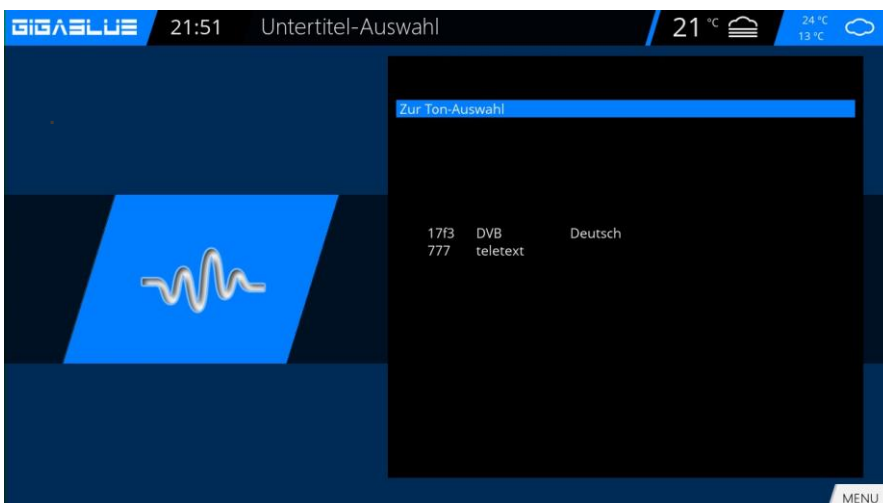 GIGABLUE 21:51 Untertitel-Auswahl 21 °C 24 °C
13 °C
Zur Ton-Auswahl
17f3 DVB Deutsch
777 teletext
MENU